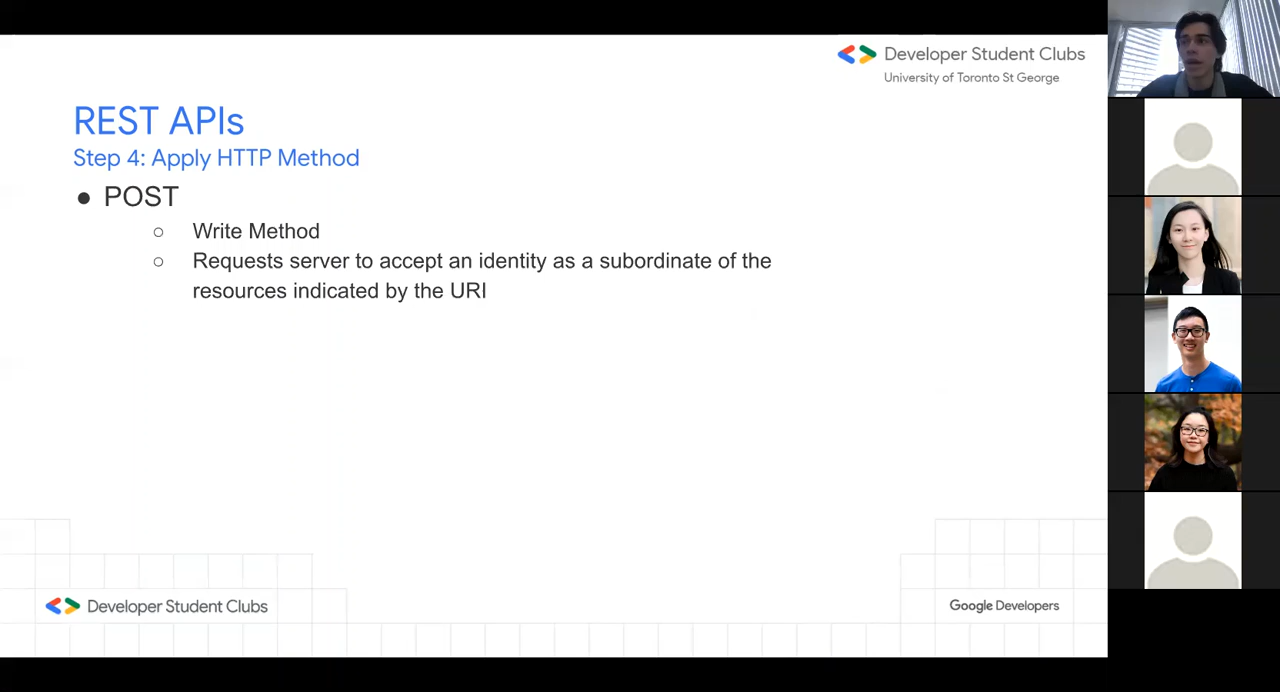 Developer Student Clubs
University of Toronto St George
REST APIs
Step 4: Apply HTTP Method
● POST
○ Write Method
○ Requests server to accept an identity as a subordinate of the
resources indicated by the URI
Developer Student Clubs
Google Developers